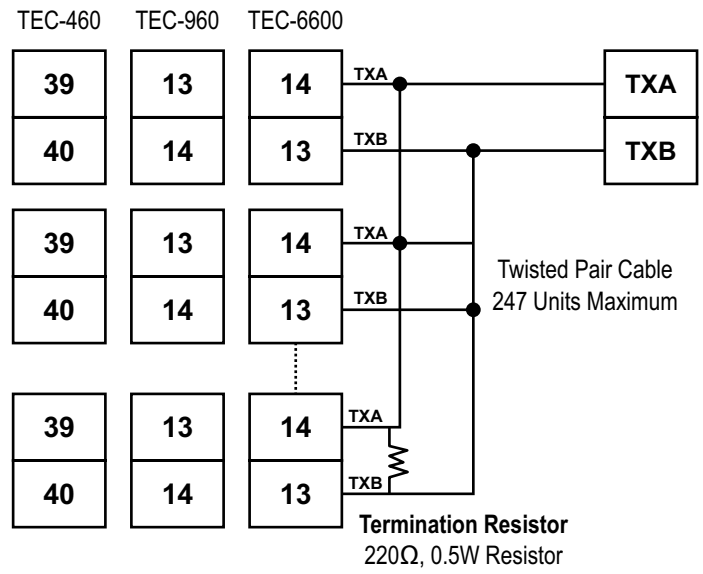 TEC-460 TEC-960 TEC-6600
39 13 14 TXA TXA
40 14 13 TXB TXB
39 13 14 TXA
40 14 13 TXB
Twisted Pair Cable
247 Units Maximum
39 13 14 TXA
40 14 13 TXB
Termination Resistor
220Ω, 0.5W Resistor